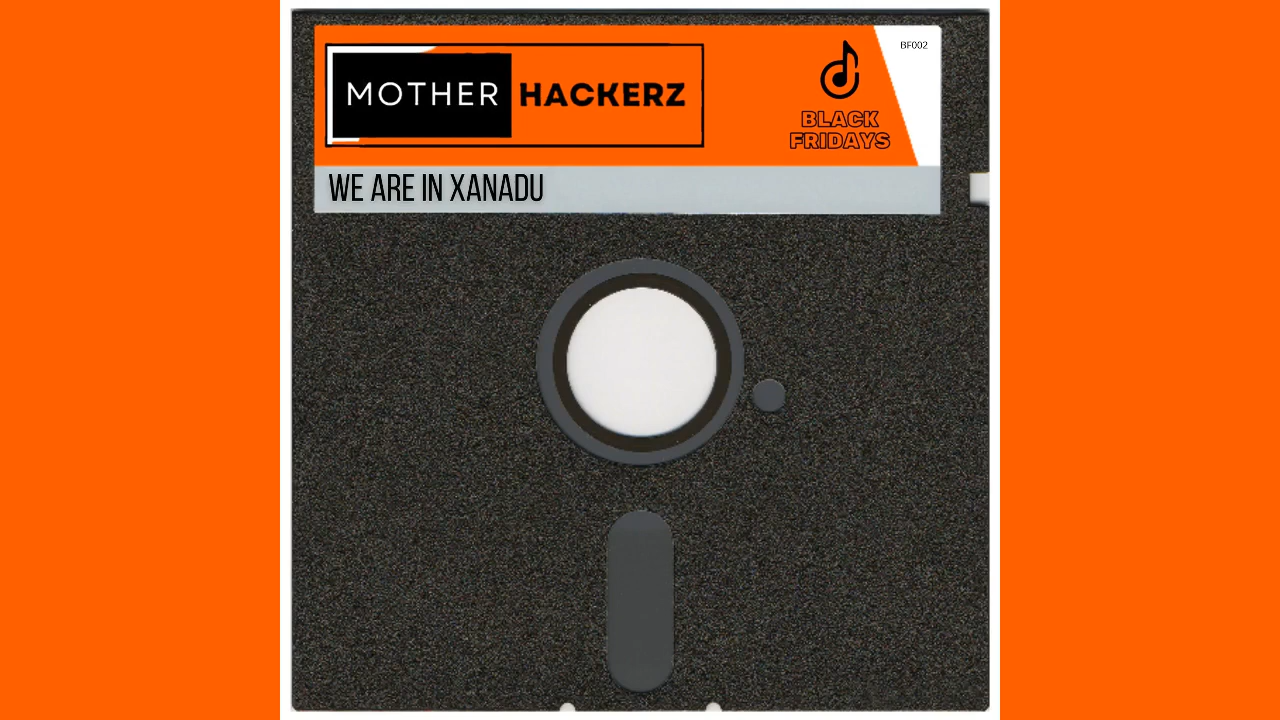 MOTHER HACKERZ
BF002
BLACK
FRIDAYS
WE ARE IN XANADU